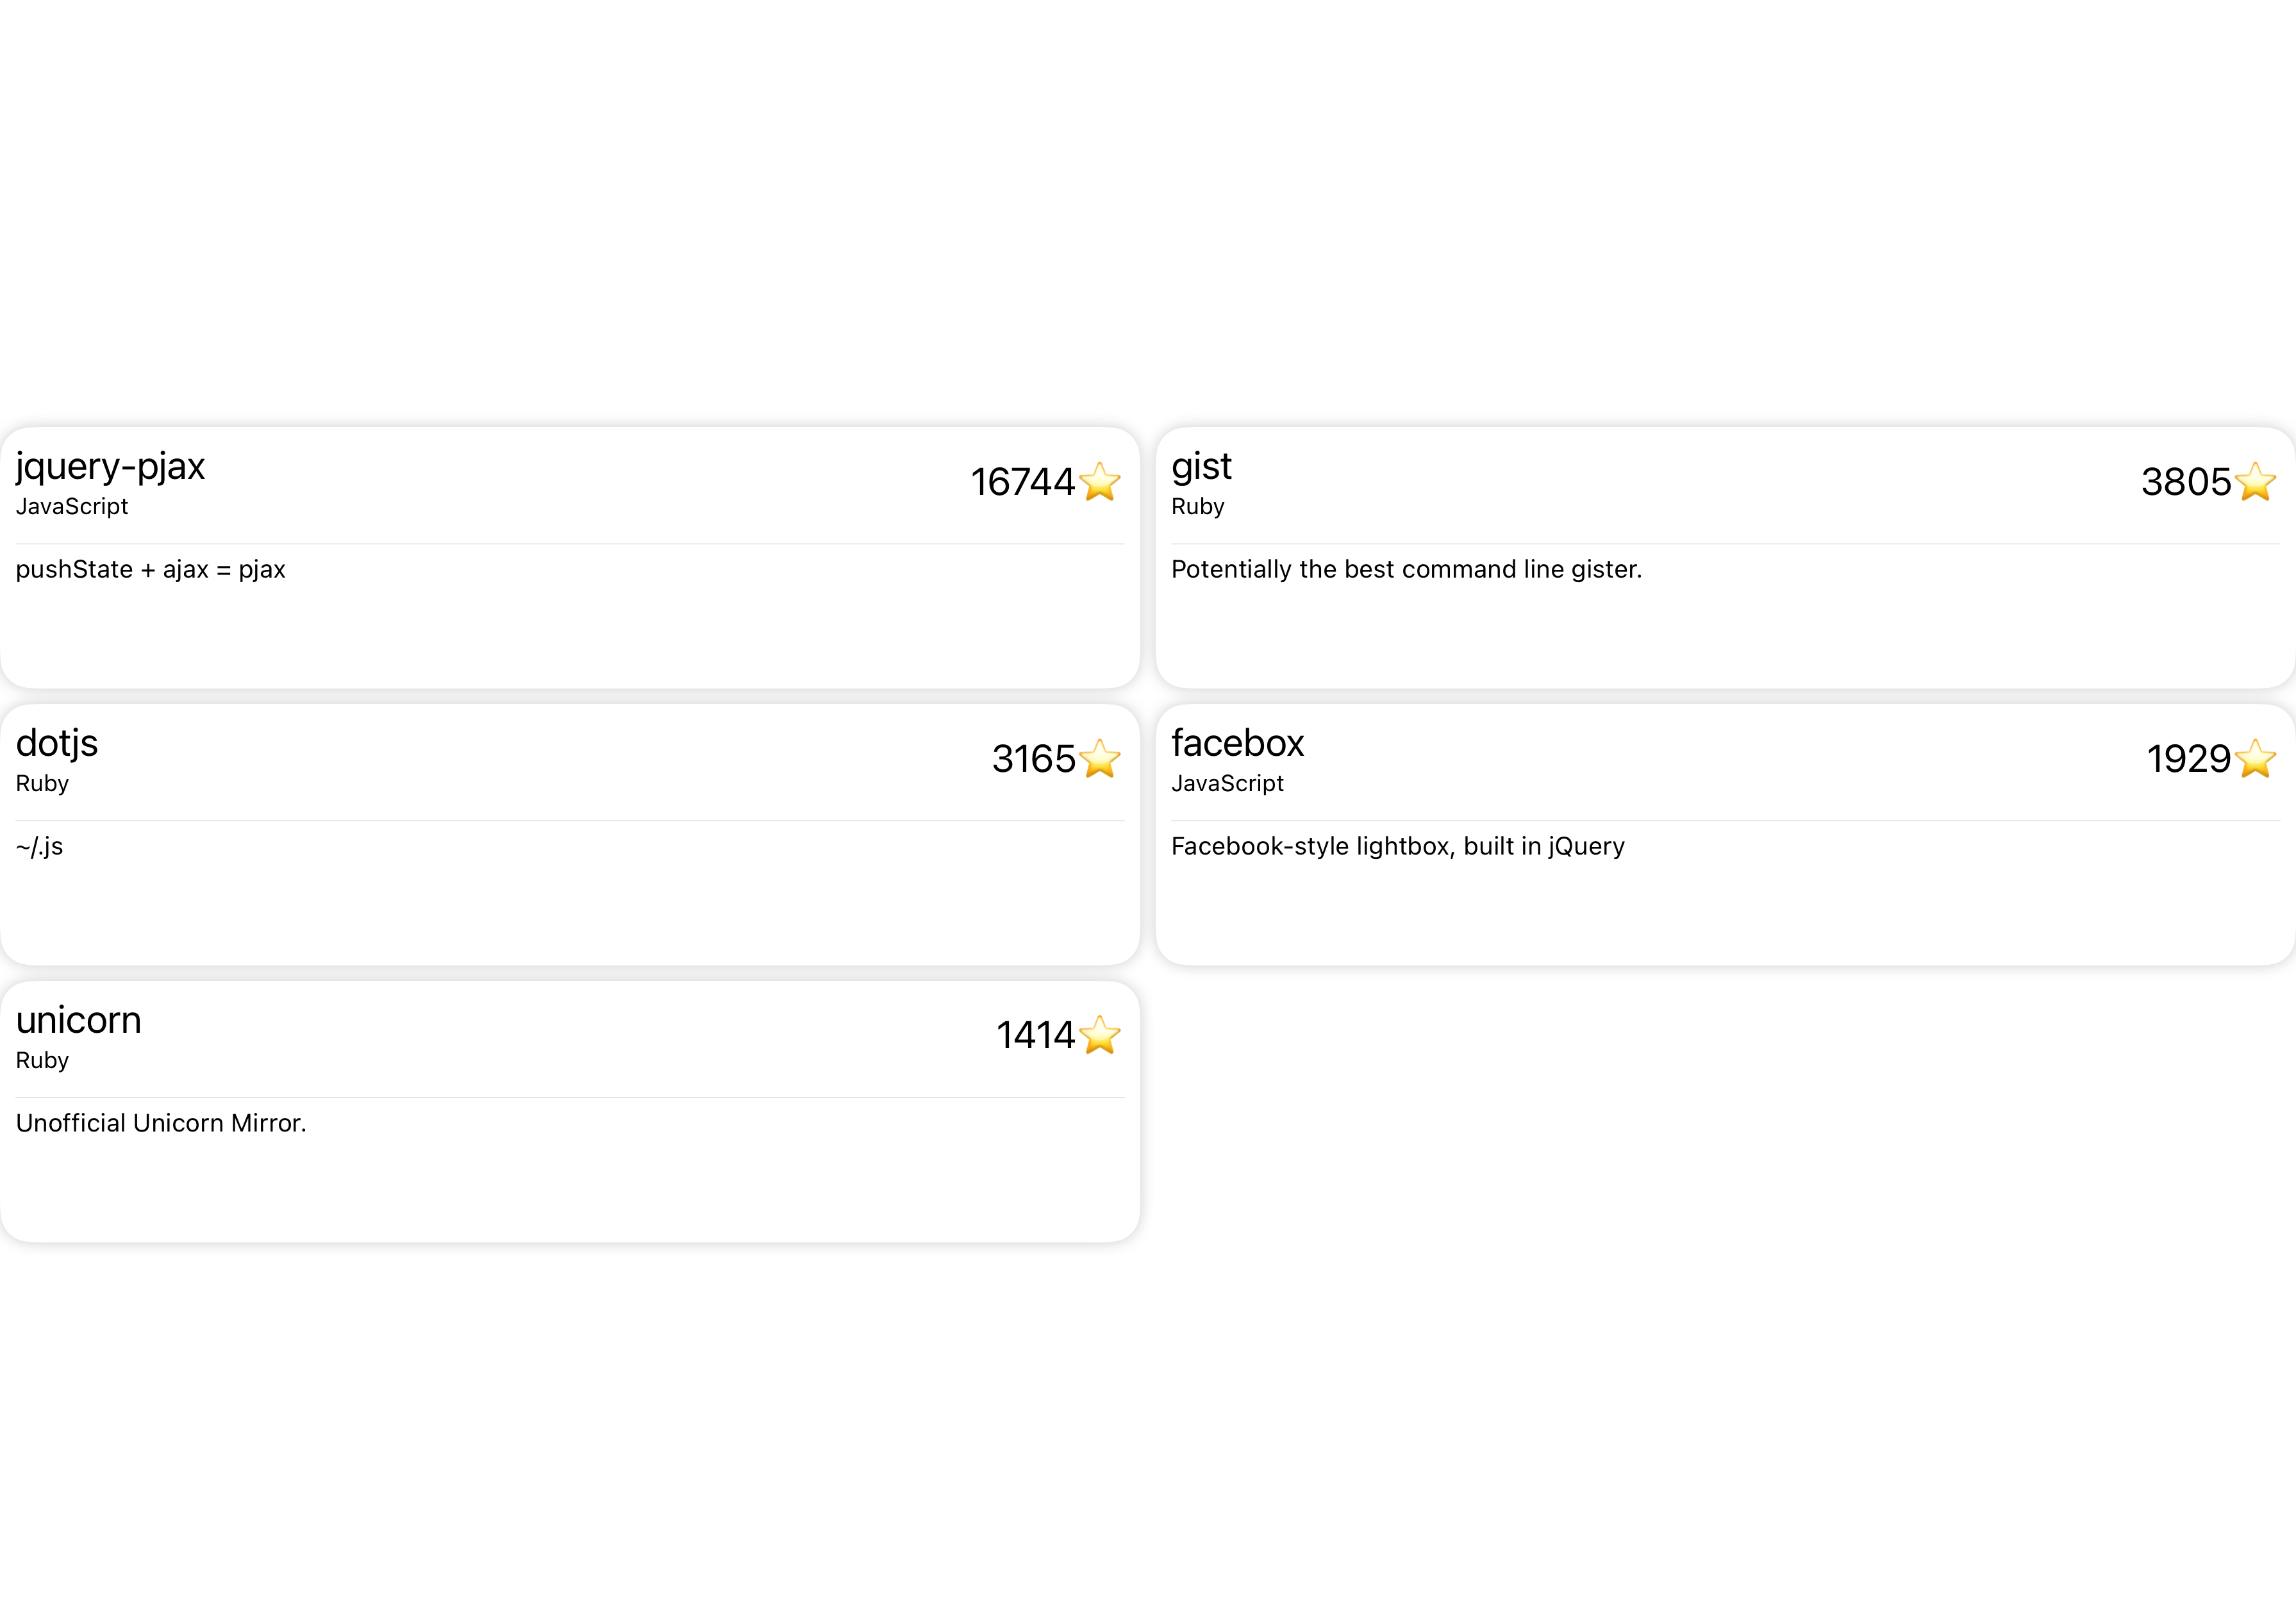 jquery-pjax
JavaScript
16744⭐
pushState + ajax = pjax
gist
Ruby
3805⭐
Potentially the best command line gister.
dotjs
Ruby
3165⭐
~/.js
facebox
JavaScript
1929⭐
Facebook-style lightbox, built in jQuery
unicorn
Ruby
1414⭐
Unofficial Unicorn Mirror.